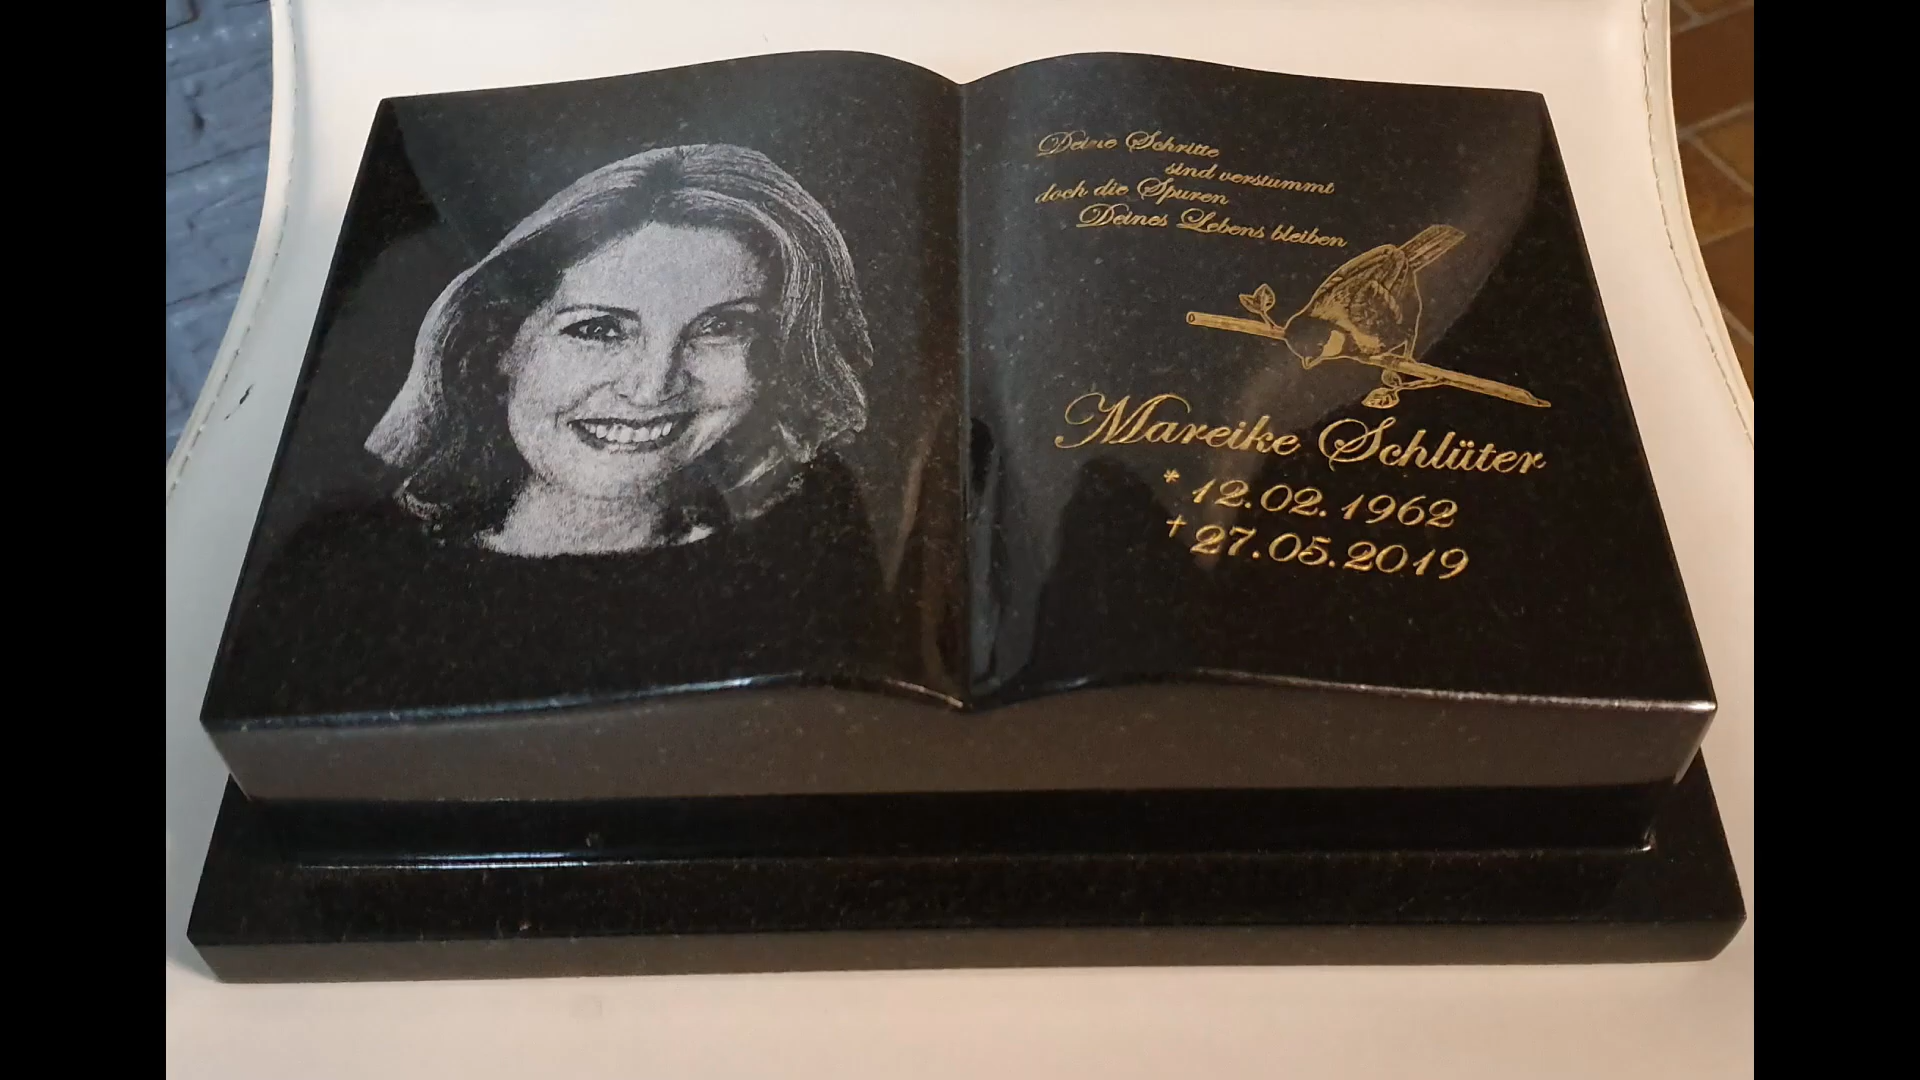 Deine Schritte
sind verstummt
doch die Spuren
Deines Lebens bleiben
Mareike Schlüter
* 12.02.1962
† 27.05.2019